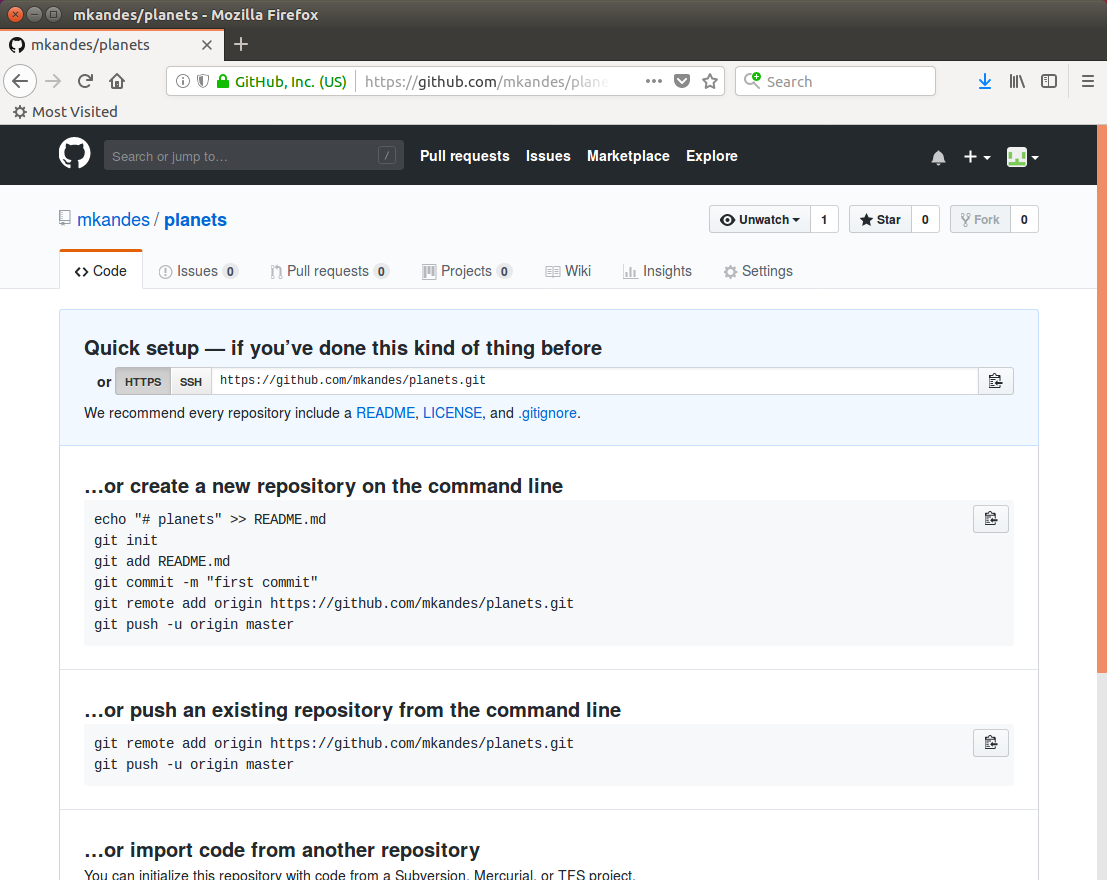 mkandes/planets - Mozilla Firefox
mkandes/planets
GitHub, Inc. (US) https://github.com/mkandes/plane
Search
Most Visited
Search or jump to… / Pull requests Issues Marketplace Explore
mkandes / planets Unwatch 1 Star 0 Fork 0
Code Issues 0 Pull requests 0 Projects 0 Wiki Insights Settings
Quick setup — if you’ve done this kind of thing before
or HTTPS SSH https://github.com/mkandes/planets.git
We recommend every repository include a README, LICENSE, and .gitignore.
…or create a new repository on the command line
echo "# planets" >> README.md
git init
git add README.md
git commit -m "first commit"
git remote add origin https://github.com/mkandes/planets.git
git push -u origin master
…or push an existing repository from the command line
git remote add origin https://github.com/mkandes/planets.git
git push -u origin master
…or import code from another repository
You can initialize this repository with code from a Subversion, Mercurial, or TFS project.